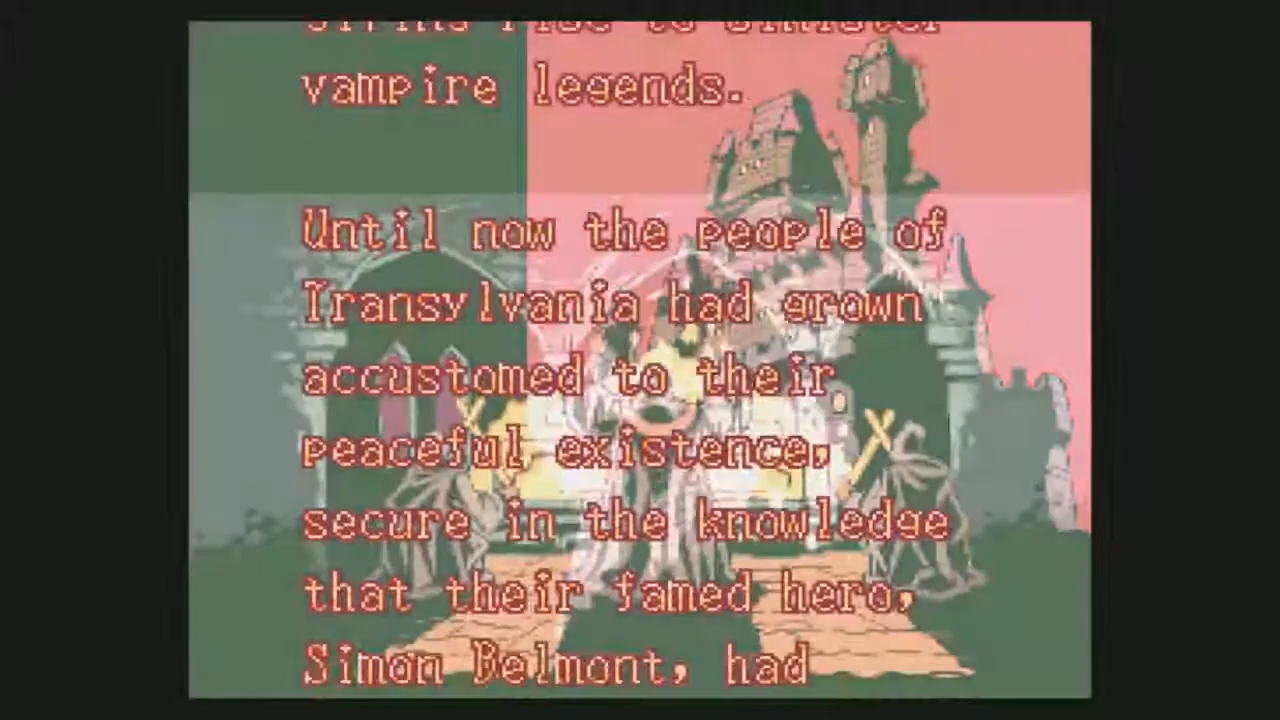 vampire legends.
Until now the people of
Transylvania had grown
accustomed to their
peaceful existence,
secure in the knowledge
that their famed hero,
Simon Belmont, had